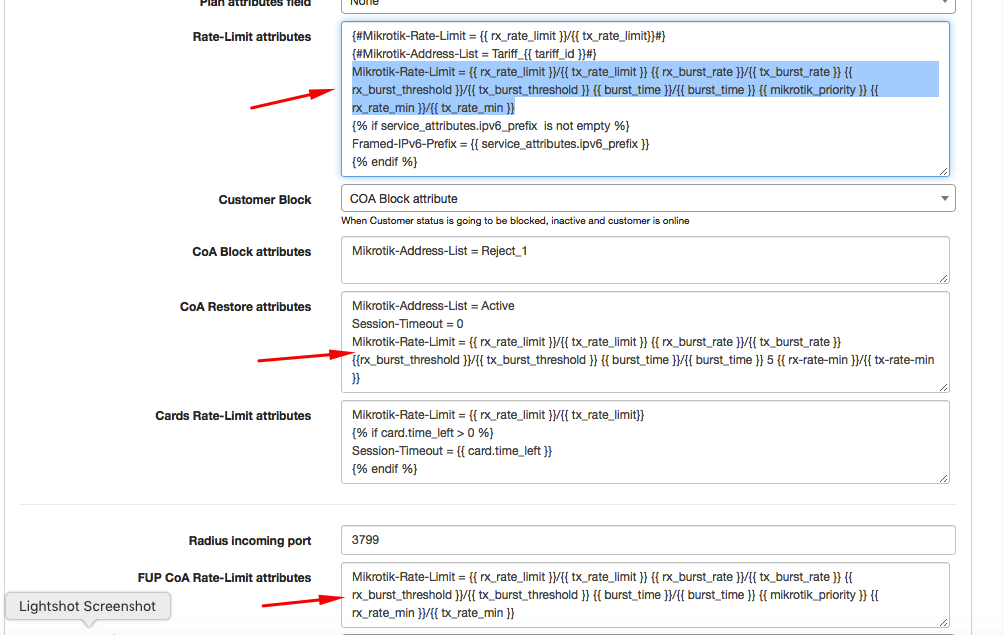 Plan attributes field
None
Rate-Limit attributes
{#Mikrotik-Rate-Limit = {{ rx_rate_limit }}/{{ tx_rate_limit}}#}
{#Mikrotik-Address-List = Tariff_{{ tariff_id }}#}
Mikrotik-Rate-Limit = {{ rx_rate_limit }}/{{ tx_rate_limit }} {{ rx_burst_rate }}/{{ tx_burst_rate }} {{
rx_burst_threshold }}/{{ tx_burst_threshold }} {{ burst_time }}/{{ burst_time }} {{ mikrotik_priority }} {{
rx_rate_min }}/{{ tx_rate_min }}
{% if service_attributes.ipv6_prefix  is not empty %}
Framed-IPv6-Prefix = {{ service_attributes.ipv6_prefix }}
{% endif %}
Customer Block
COA Block attribute
When Customer status is going to be blocked, inactive and customer is online
CoA Block attributes
Mikrotik-Address-List = Reject_1
CoA Restore attributes
Mikrotik-Address-List = Active
Session-Timeout = 0
Mikrotik-Rate-Limit = {{ rx_rate_limit }}/{{ tx_rate_limit }} {{ rx_burst_rate }}/{{ tx_burst_rate }}
{{rx_burst_threshold }}/{{ tx_burst_threshold }} {{ burst_time }}/{{ burst_time }} 5 {{ rx-rate-min }}/{{ tx-rate-min
}}
Cards Rate-Limit attributes
Mikrotik-Rate-Limit = {{ rx_rate_limit }}/{{ tx_rate_limit}}
{% if card.time_left > 0 %}
Session-Timeout = {{ card.time_left }}
{% endif %}
Radius incoming port
3799
FUP CoA Rate-Limit attributes
Mikrotik-Rate-Limit = {{ rx_rate_limit }}/{{ tx_rate_limit }} {{ rx_burst_rate }}/{{ tx_burst_rate }} {{
rx_burst_threshold }}/{{ tx_burst_threshold }} {{ burst_time }}/{{ burst_time }} {{ mikrotik_priority }} {{
rx_rate_min }}/{{ tx_rate_min }}
Lightshot Screenshot